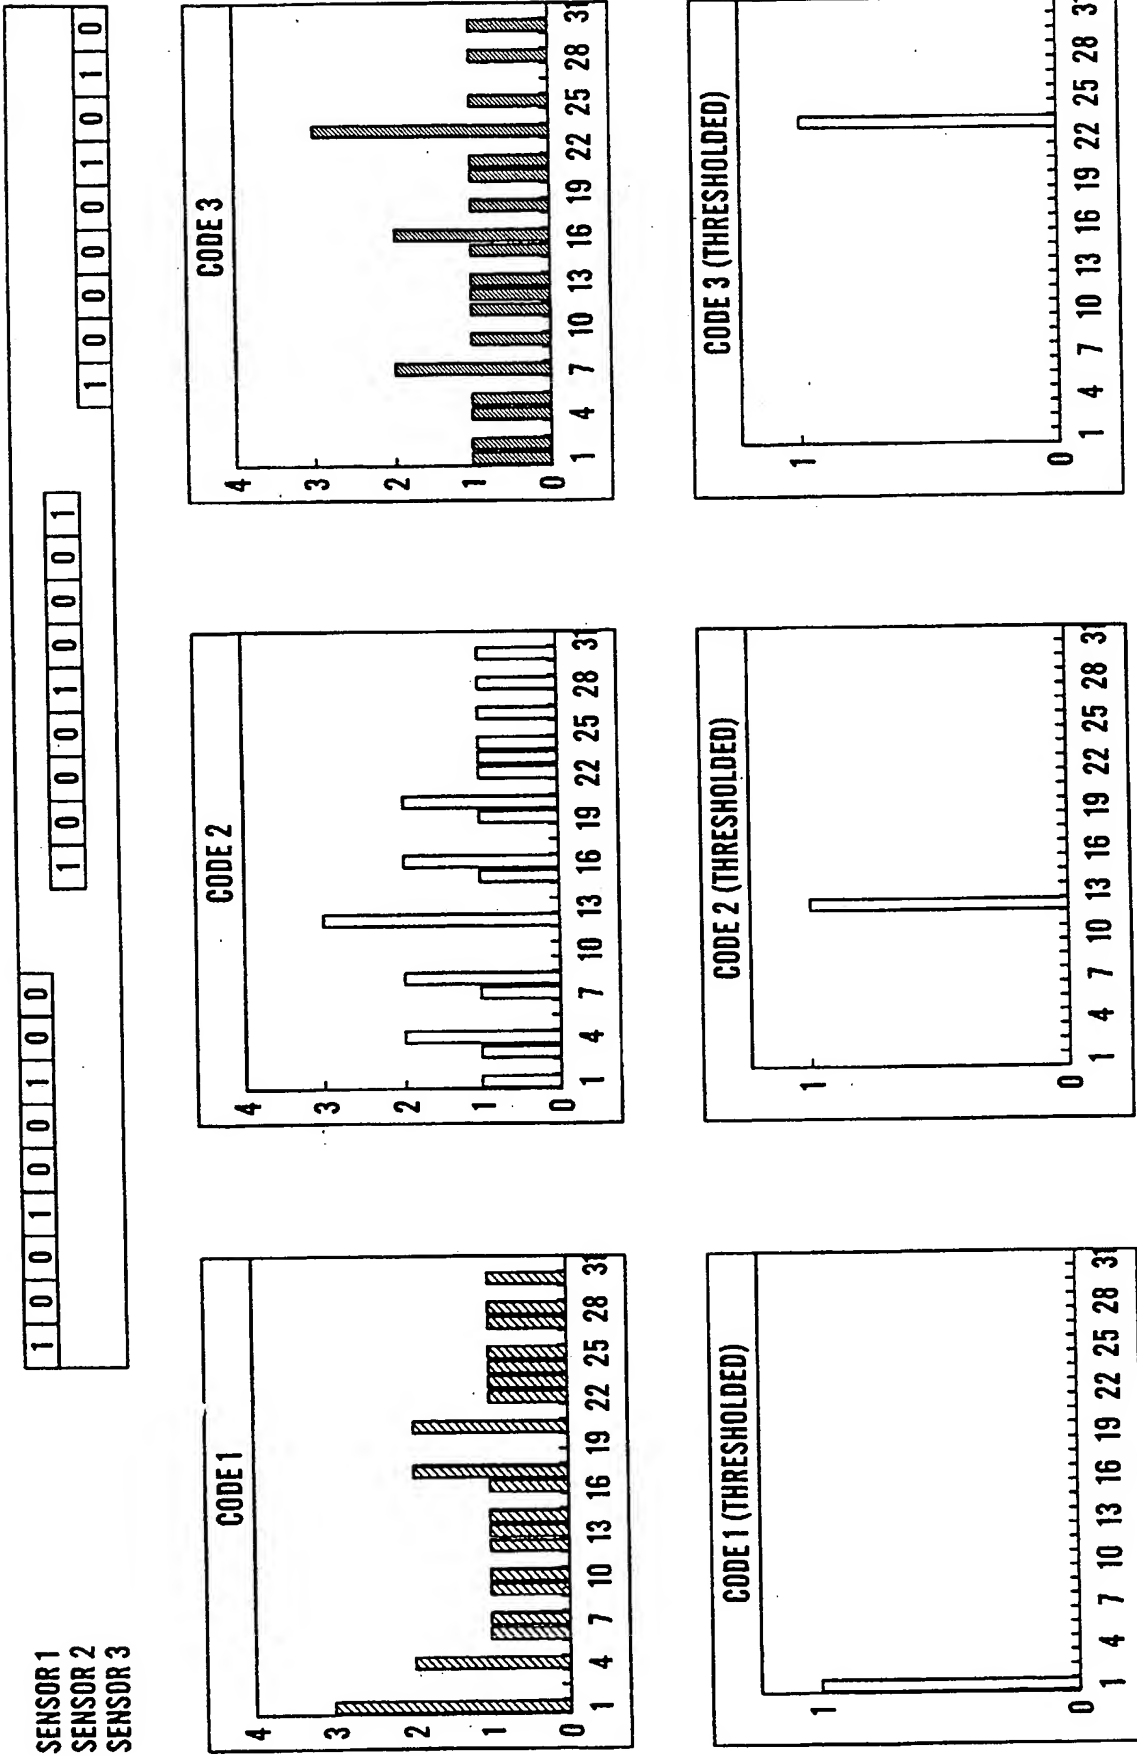 SENSOR 1 1 0 0 1 0 0 1 0 0
SENSOR 2 1 0 0 0 1 0 0 0 1
SENSOR 3 1 0 0 0 0 1 0 1 0
CODE 1
4
3
2
1
0
1 4 7 10 13 16 19 22 25 28 31
CODE 2
4
3
2
1
0
1 4 7 10 13 16 19 22 25 28 31
CODE 3
4
3
2
1
0
1 4 7 10 13 16 19 22 25 28 31
CODE 1 (THRESHOLDED)
1
0
1 4 7 10 13 16 19 22 25 28 31
CODE 2 (THRESHOLDED)
1
0
1 4 7 10 13 16 19 22 25 28 31
CODE 3 (THRESHOLDED)
1
0
1 4 7 10 13 16 19 22 25 28 31